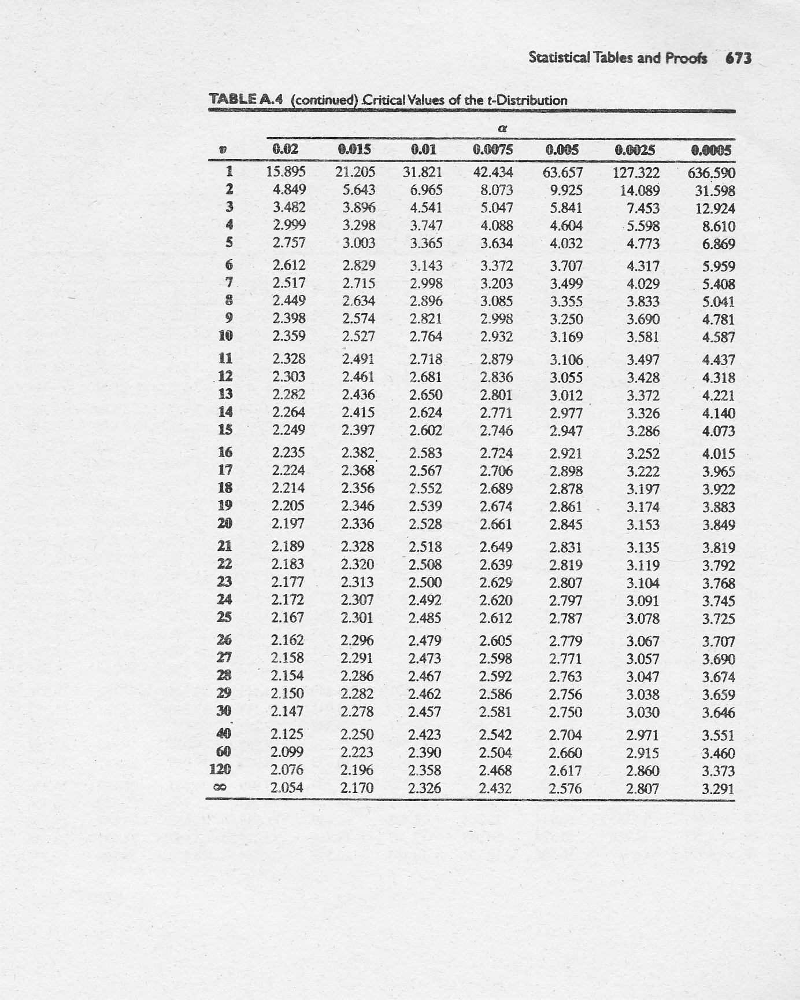 Statistical Tables and Proofs 673
TABLE A.4 (continued) Critical Values of the t-Distribution
α
v 0.02 0.015 0.01 0.0075 0.005 0.0025 0.0005
1 15.895 21.205 31.821 42.434 63.657 127.322 636.590
2 4.849 5.643 6.965 8.073 9.925 14.089 31.598
3 3.482 3.896 4.541 5.047 5.841 7.453 12.924
4 2.999 3.298 3.747 4.088 4.604 5.598 8.610
5 2.757 3.003 3.365 3.634 4.032 4.773 6.869
6 2.612 2.829 3.143 3.372 3.707 4.317 5.959
7 2.517 2.715 2.998 3.203 3.499 4.029 5.408
8 2.449 2.634 2.896 3.085 3.355 3.833 5.041
9 2.398 2.574 2.821 2.998 3.250 3.690 4.781
10 2.359 2.527 2.764 2.932 3.169 3.581 4.587
11 2.328 2.491 2.718 2.879 3.106 3.497 4.437
12 2.303 2.461 2.681 2.836 3.055 3.428 4.318
13 2.282 2.436 2.650 2.801 3.012 3.372 4.221
14 2.264 2.415 2.624 2.771 2.977 3.326 4.140
15 2.249 2.397 2.602 2.746 2.947 3.286 4.073
16 2.235 2.382 2.583 2.724 2.921 3.252 4.015
17 2.224 2.368 2.567 2.706 2.898 3.222 3.965
18 2.214 2.356 2.552 2.689 2.878 3.197 3.922
19 2.205 2.346 2.539 2.674 2.861 3.174 3.883
20 2.197 2.336 2.528 2.661 2.845 3.153 3.849
21 2.189 2.328 2.518 2.649 2.831 3.135 3.819
22 2.183 2.320 2.508 2.639 2.819 3.119 3.792
23 2.177 2.313 2.500 2.629 2.807 3.104 3.768
24 2.172 2.307 2.492 2.620 2.797 3.091 3.745
25 2.167 2.301 2.485 2.612 2.787 3.078 3.725
26 2.162 2.296 2.479 2.605 2.779 3.067 3.707
27 2.158 2.291 2.473 2.598 2.771 3.057 3.690
28 2.154 2.286 2.467 2.592 2.763 3.047 3.674
29 2.150 2.282 2.462 2.586 2.756 3.038 3.659
30 2.147 2.278 2.457 2.581 2.750 3.030 3.646
40 2.125 2.250 2.423 2.542 2.704 2.971 3.551
60 2.099 2.223 2.390 2.504 2.660 2.915 3.460
120 2.076 2.196 2.358 2.468 2.617 2.860 3.373
∞ 2.054 2.170 2.326 2.432 2.576 2.807 3.291